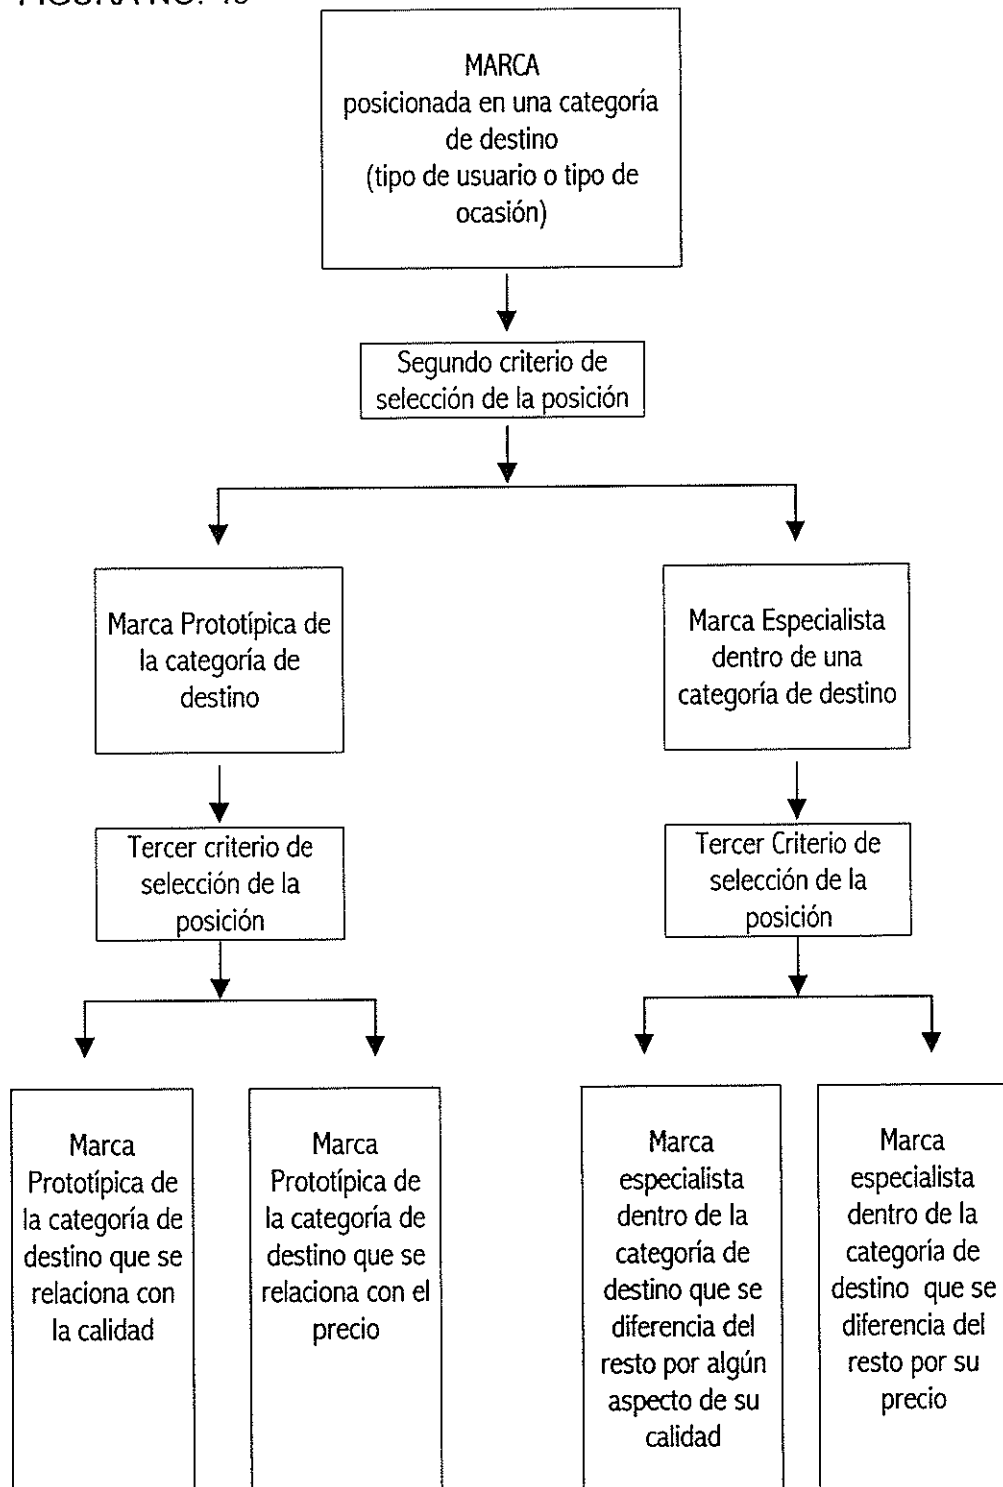 FIGURA NO.
MARCA
posicionada en una categoría
de destino
(tipo de usuario o tipo de
ocasión)
Segundo criterio de
selección de la posición
Marca Prototípica de
la categoría de
destino
Marca Especialista
dentro de una
categoría de destino
Tercer criterio de
selección de la
posición
Tercer Criterio de
selección de la
posición
Marca
Prototípica de
la categoría de
destino que se
relaciona con
la calidad
Marca
Prototípica de
la categoría de
destino que se
relaciona con el
precio
Marca
especialista
dentro de la
categoría de
destino que se
diferencia del
resto por algún
aspecto de su
calidad
Marca
especialista
dentro de la
categoría de
destino que se
diferencia del
resto por su
precio